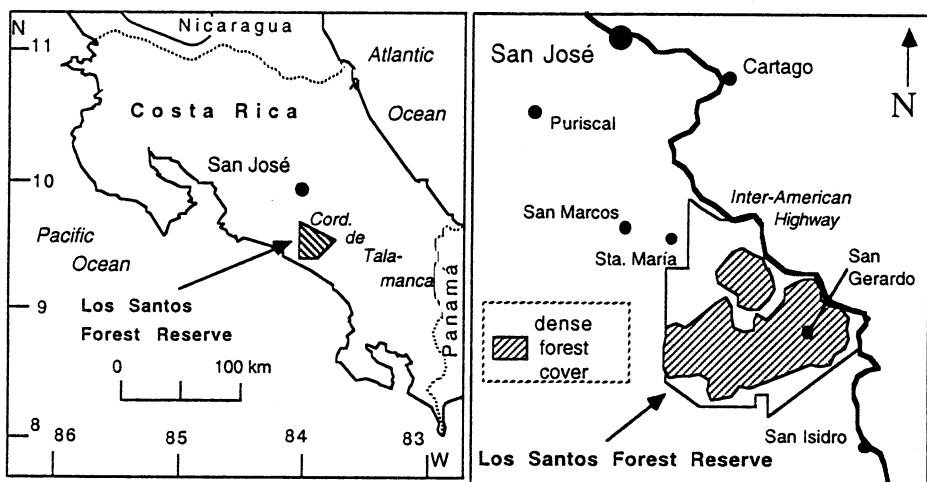 N
11
Nicaragua
Atlantic
Ocean
Costa Rica
San José
10
Cord.
de
Tala-
manca
Pacific
Ocean
Panamá
9
Los Santos
Forest Reserve
0 100 km
8
86 85 84 83
W
San José
Cartago
N
Puriscal
Inter-American
Highway
San Marcos
Sta. María
San
Gerardo
dense
forest
cover
San Isidro
Los Santos Forest Reserve